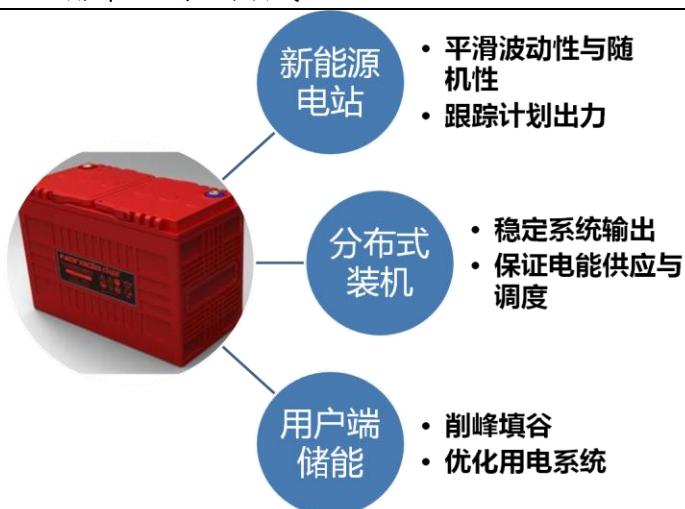 新能源
电站
• 平滑波动性与随
机性
• 跟踪计划出力
分布式
装机
• 稳定系统输出
• 保证电能供应与
调度
用户端
储能
• 削峰填谷
• 优化用电系统